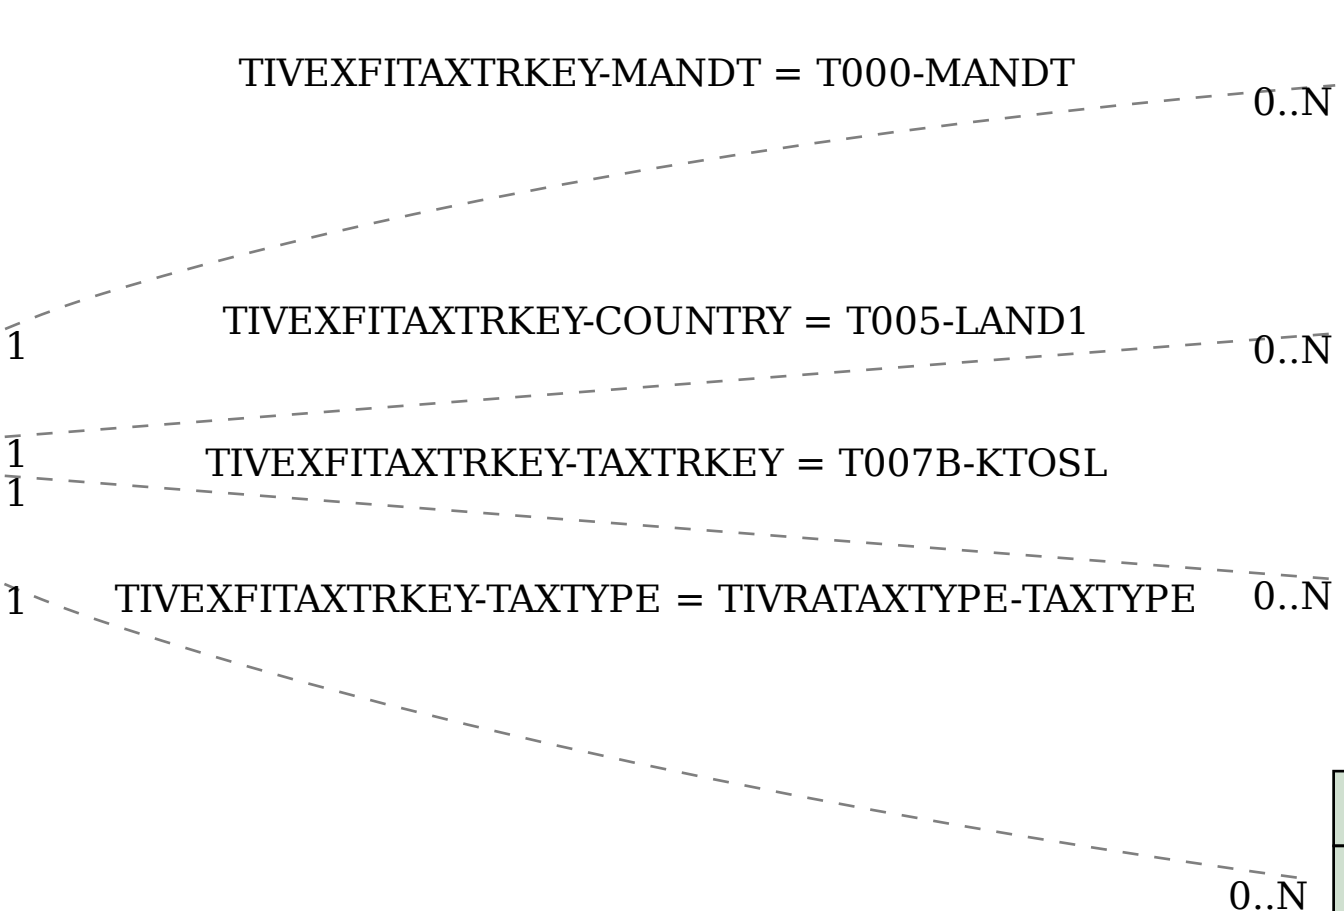 TIVEXFITAXTRKEY-MANDT = T000-MANDT
0..N
1
TIVEXFITAXTRKEY-COUNTRY = T005-LAND1
0..N
1
TIVEXFITAXTRKEY-TAXTRKEY = T007B-KTOSL
1
0..N
1
TIVEXFITAXTRKEY-TAXTYPE = TIVRATAXTYPE-TAXTYPE
0..N